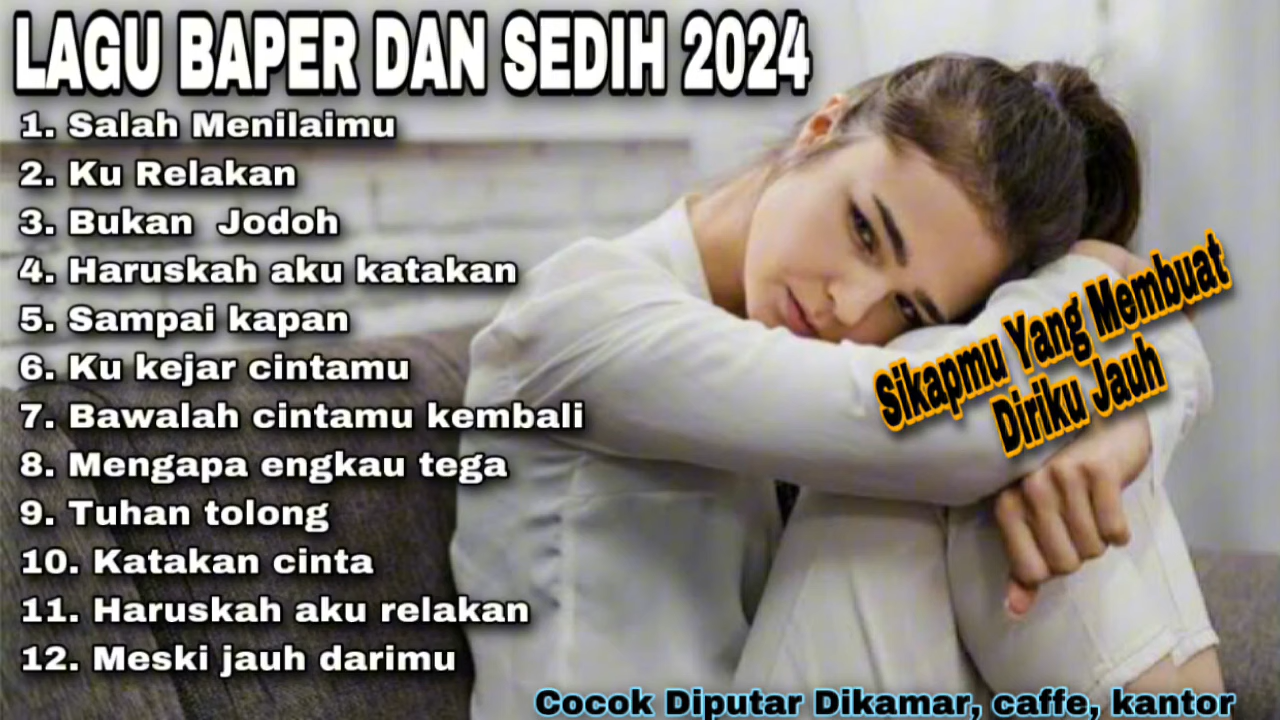 LAGU BAPER DAN SEDIH 2024
1. Salah Menilaimu
2. Ku Relakan
3. Bukan Jodoh
4. Haruskah aku katakan
5. Sampai kapan
6. Ku kejar cintamu
7. Bawalah cintamu kembali
8. Mengapa engkau tega
9. Tuhan tolong
10. Katakan cinta
11. Haruskah aku relakan
12. Meski jauh darimu
Sikapmu Yang Membuat
Diriku Jauh
Cocok Diputar Dikamar, caffe, kantor